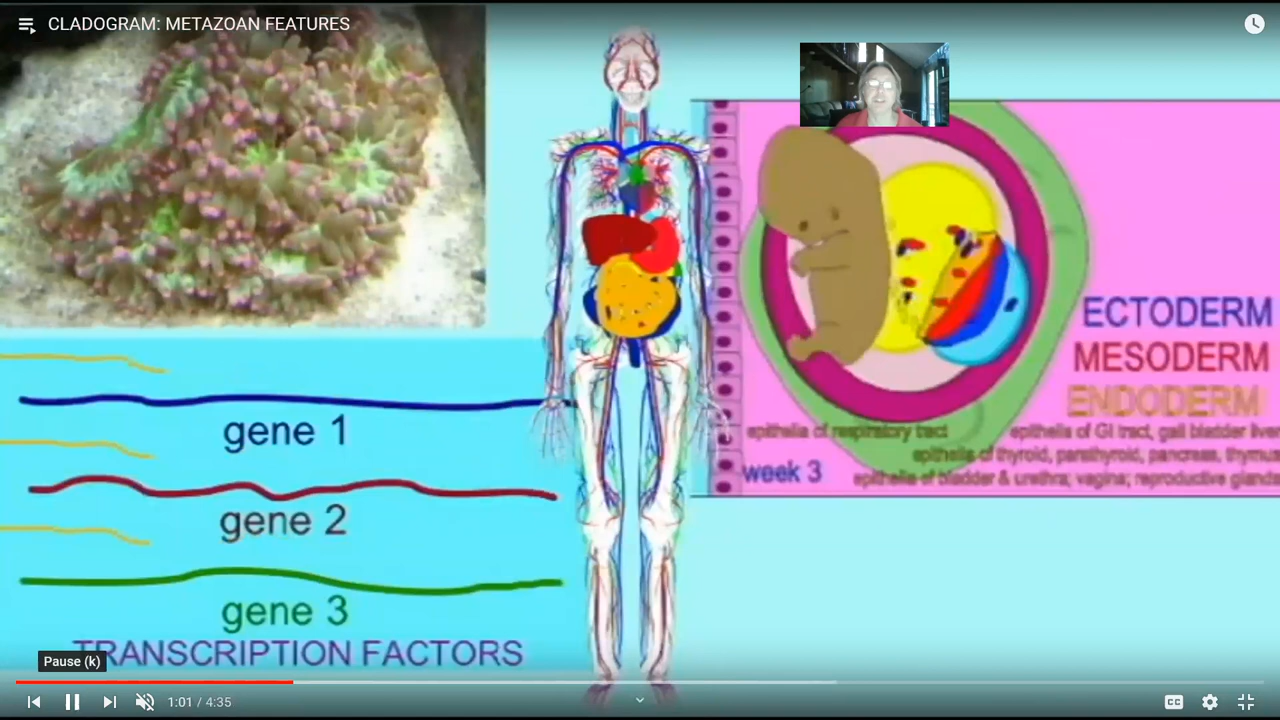 CLADOGRAM: METAZOAN FEATURES
ECTODERM
MESODERM
ENDODERM
gene 1
epithelia of respiratory tract
epithelia of GI tract, gall bladder liver
epithelia of thyroid, parathyroid, pancreas, thymus
week 3
epithelia of bladder & urethra; vagina; reproductive glands
gene 2
gene 3
TRANSCRIPTION FACTORS
Pause (k)
1:01 / 4:35
CC